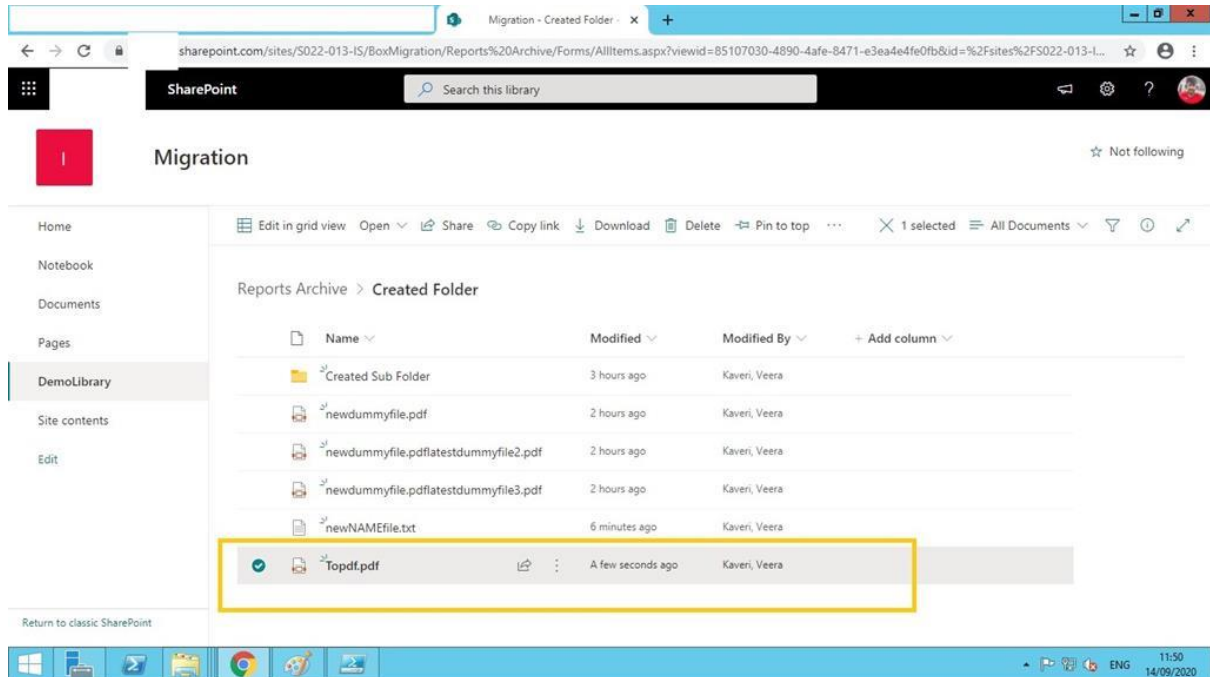 Migration - Created Folder -
sharepoint.com/sites/S022-013-IS/BoxMigration/Reports%20Archive/Forms/AllItems.aspx?viewid=85107030-4890-4afe-8471-e3ea4e4fe0fb&id=%2Fsites%2FS022-013-I...
SharePoint
Search this library
I
Migration
Not following
Home
Notebook
Documents
Pages
DemoLibrary
Site contents
Edit
Return to classic SharePoint
Edit in grid view Open Share Copy link Download Delete Pin to top ... 1 selected All Documents
Reports Archive > Created Folder
Name Modified Modified By + Add column
Created Sub Folder 3 hours ago Kaveri, Veera
newdummyfile.pdf 2 hours ago Kaveri, Veera
newdummyfile.pdflatestdummyfile2.pdf 2 hours ago Kaveri, Veera
newdummyfile.pdflatestdummyfile3.pdf 2 hours ago Kaveri, Veera
newNAMEfile.txt 6 minutes ago Kaveri, Veera
Topdf.pdf A few seconds ago Kaveri, Veera
ENG
11:50
14/09/2020